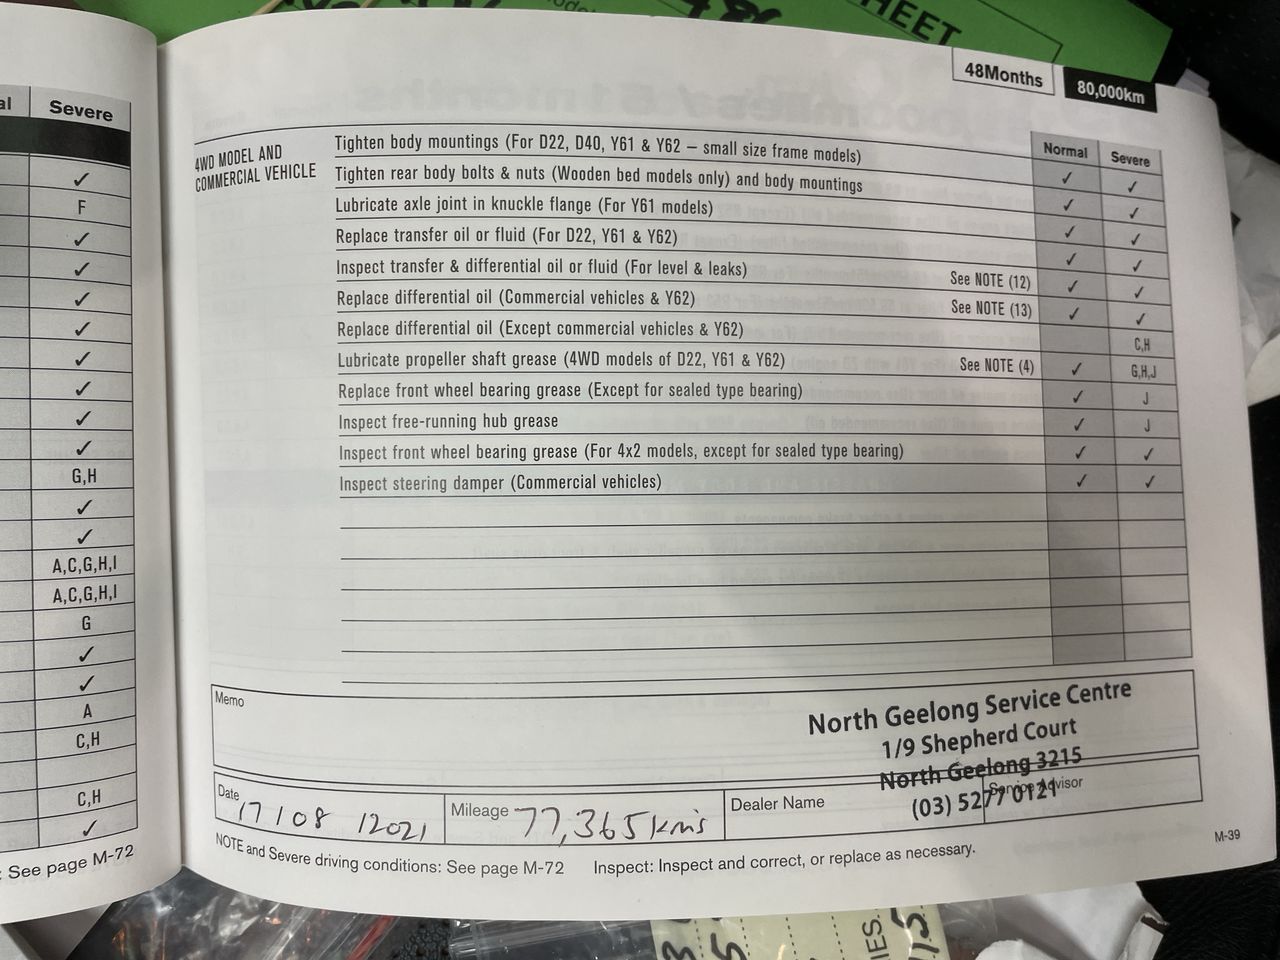 HEET
48Months 80,000km
al Severe
✓
F
✓
✓
✓
✓
✓
✓
✓
✓
G,H
✓
✓
A,C,G,H,I
A,C,G,H,I
G
✓
✓
A
C,H
C,H
✓
: See page M-72
Normal Severe
4WD MODEL AND
COMMERCIAL VEHICLE
Tighten body mountings (For D22, D40, Y61 & Y62 – small size frame models) ✓ ✓
Tighten rear body bolts & nuts (Wooden bed models only) and body mountings ✓ ✓
Lubricate axle joint in knuckle flange (For Y61 models) ✓ ✓
Replace transfer oil or fluid (For D22, Y61 & Y62) ✓ ✓
Inspect transfer & differential oil or fluid (For level & leaks) See NOTE (12) ✓ ✓
Replace differential oil (Commercial vehicles & Y62) See NOTE (13) ✓ ✓
Replace differential oil (Except commercial vehicles & Y62) C,H
Lubricate propeller shaft grease (4WD models of D22, Y61 & Y62) See NOTE (4) ✓ G,H,J
Replace front wheel bearing grease (Except for sealed type bearing) ✓ J
Inspect free-running hub grease ✓ J
Inspect front wheel bearing grease (For 4x2 models, except for sealed type bearing) ✓ ✓
Inspect steering damper (Commercial vehicles) ✓ ✓
Memo
North Geelong Service Centre
1/9 Shepherd Court
North Geelong 3215
(03) 5277 0121
Date 17 / 08 / 2021
Mileage 77,365 km's
Dealer Name
Service Advisor
NOTE and Severe driving conditions: See page M-72 Inspect: Inspect and correct, or replace as necessary.
M-39